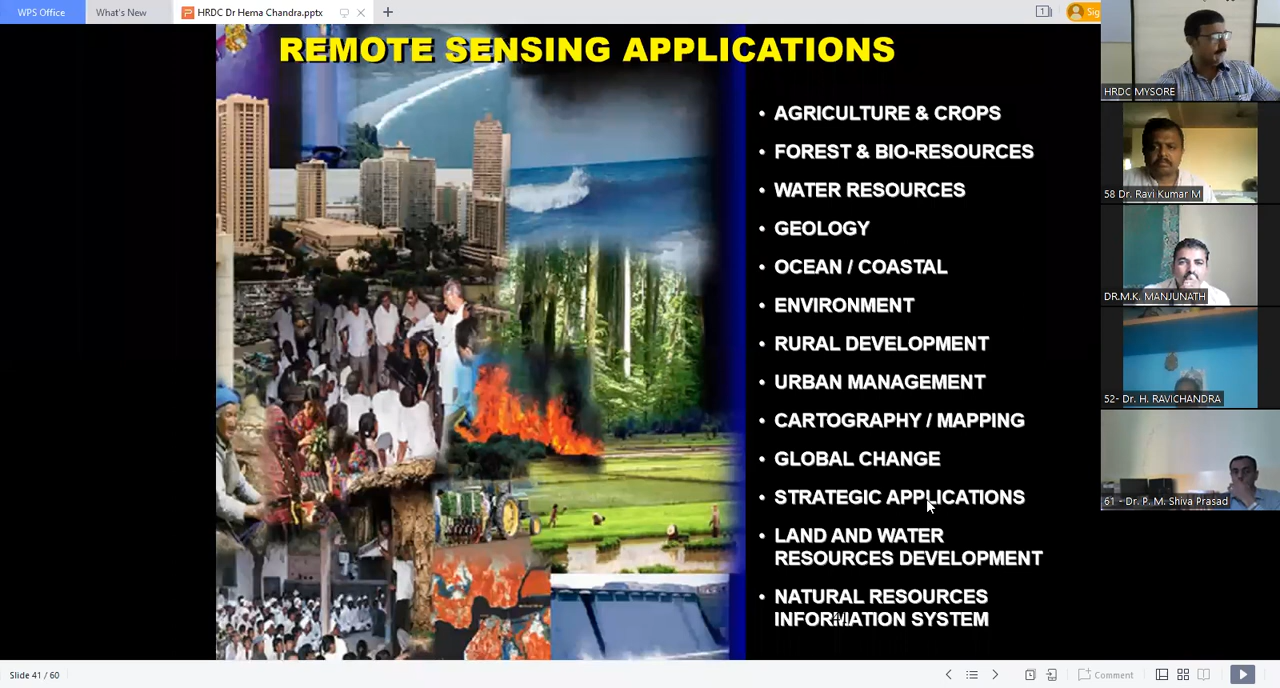 WPS Office
What's New
HRDC Dr Hema Chandra.pptx
1
Sig
REMOTE SENSING APPLICATIONS
• AGRICULTURE & CROPS
• FOREST & BIO-RESOURCES
• WATER RESOURCES
• GEOLOGY
• OCEAN / COASTAL
• ENVIRONMENT
• RURAL DEVELOPMENT
• URBAN MANAGEMENT
• CARTOGRAPHY / MAPPING
• GLOBAL CHANGE
• STRATEGIC APPLICATIONS
• LAND AND WATER
RESOURCES DEVELOPMENT
• NATURAL RESOURCES
INFORMATION SYSTEM
HRDC MYSORE
58 Dr. Ravi Kumar M
DR.M.K. MANJUNATH
52- Dr. H. RAVICHANDRA
61 - Dr. P. M. Shiva Prasad
Slide 41 / 60
Comment